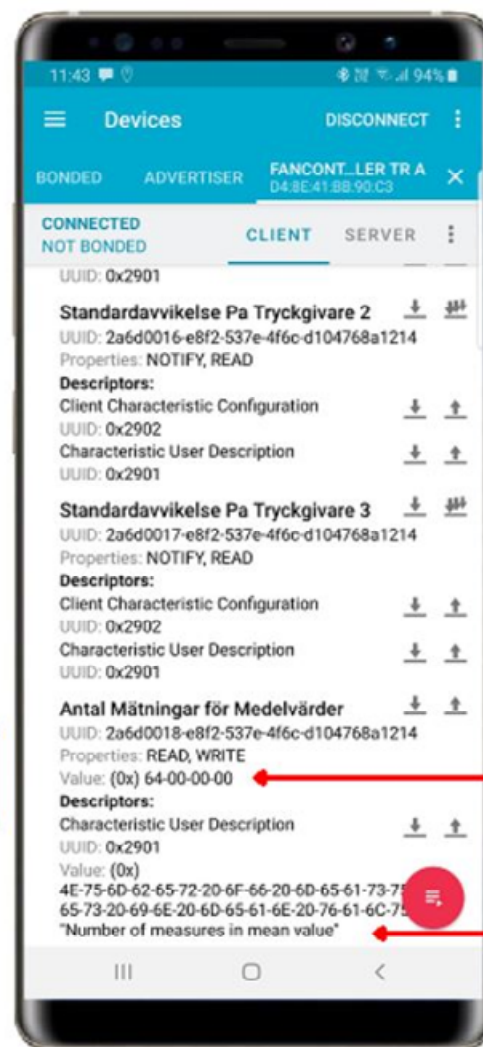 11:43 94%
Devices DISCONNECT
BONDED ADVERTISER FANCONT...LER TR A
D4:8E:41:BB:90:C3
CONNECTED
NOT BONDED CLIENT SERVER
UUID: 0x2901
Standardavvikelse Pa Tryckgivare 2
UUID: 2a6d0016-e8f2-537e-4f6c-d104768a1214
Properties: NOTIFY, READ
Descriptors:
Client Characteristic Configuration
UUID: 0x2902
Characteristic User Description
UUID: 0x2901
Standardavvikelse Pa Tryckgivare 3
UUID: 2a6d0017-e8f2-537e-4f6c-d104768a1214
Properties: NOTIFY, READ
Descriptors:
Client Characteristic Configuration
UUID: 0x2902
Characteristic User Description
UUID: 0x2901
Antal Mätningar för Medelvärder
UUID: 2a6d0018-e8f2-537e-4f6c-d104768a1214
Properties: READ, WRITE
Value: (0x) 64-00-00-00
Descriptors:
Characteristic User Description
UUID: 0x2901
Value: (0x)
4E-75-6D-62-65-72-20-6F-66-20-6D-65-61-73-7
65-73-20-69-6E-20-6D-65-61-6E-20-76-61-6C-7
"Number of measures in mean value"